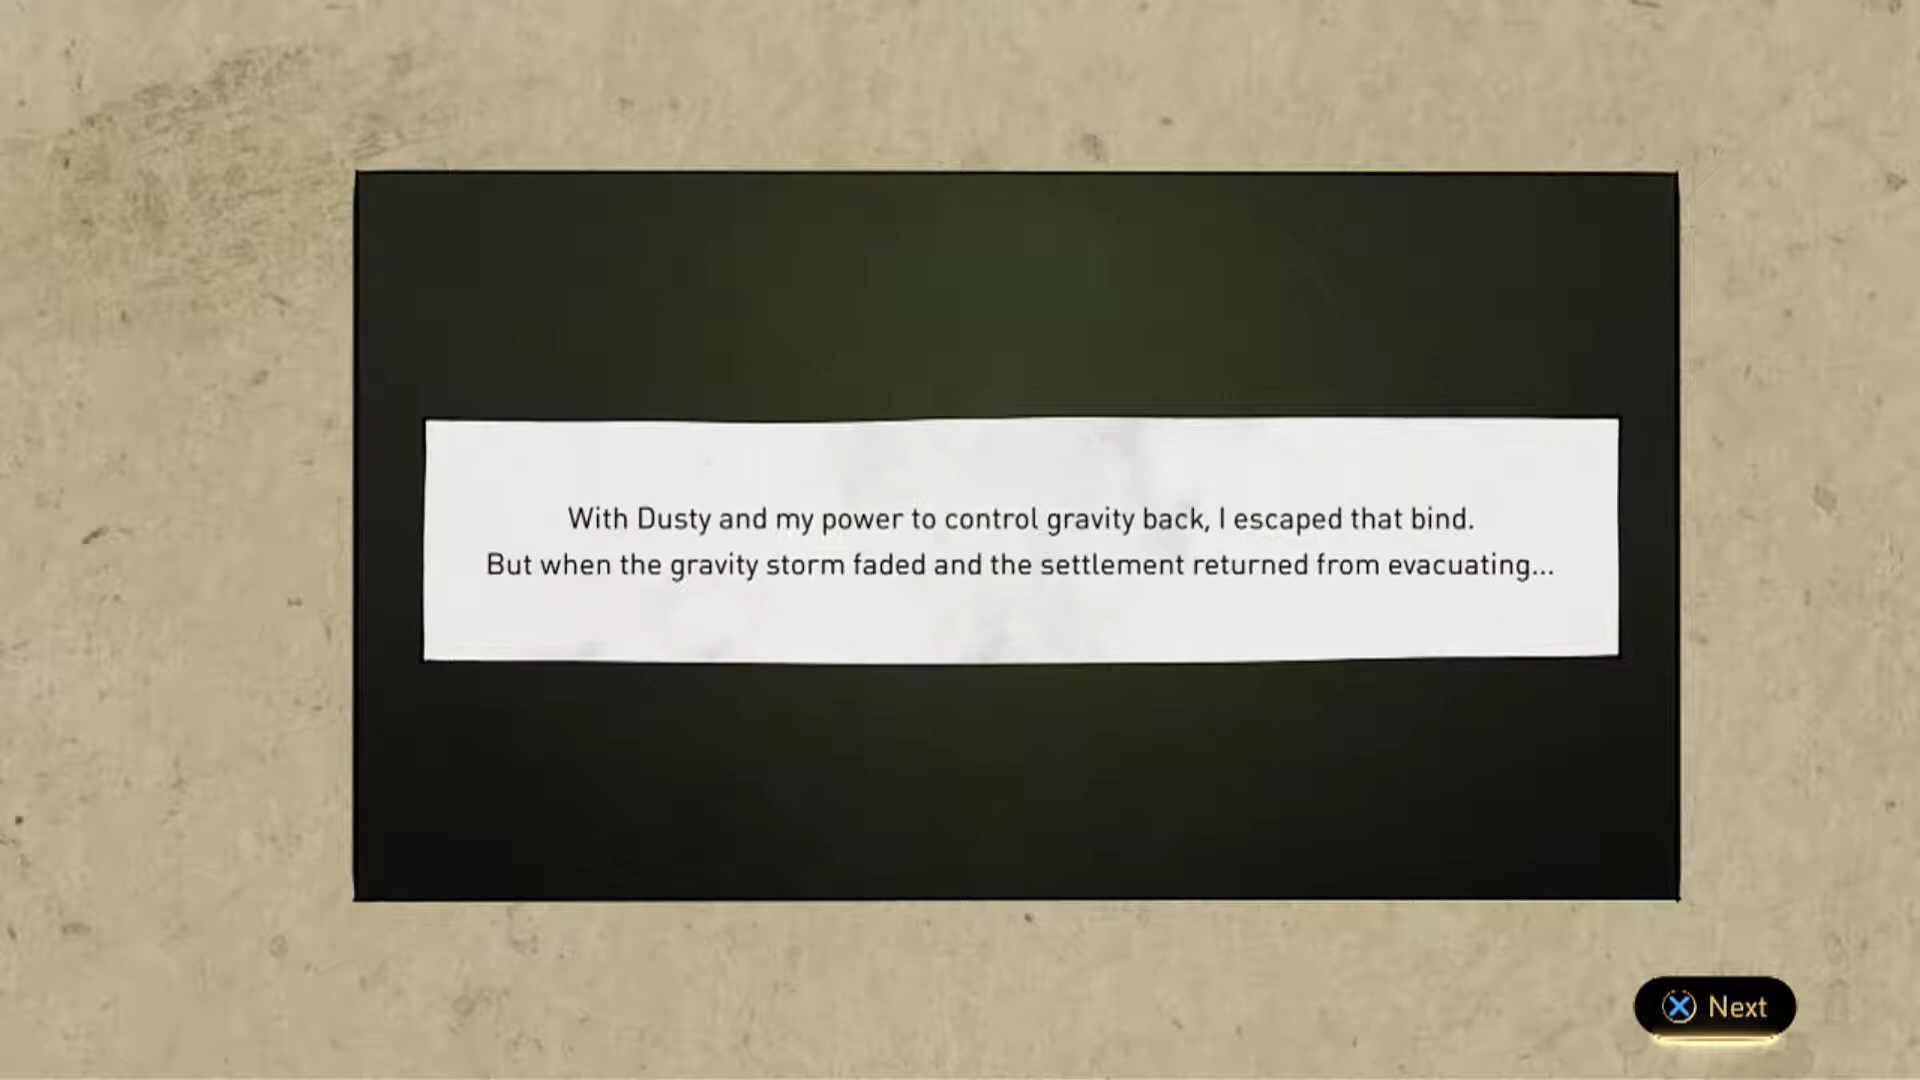 With Dusty and my power to control gravity back, I escaped that bind.
But when the gravity storm faded and the settlement returned from evacuating...
Next